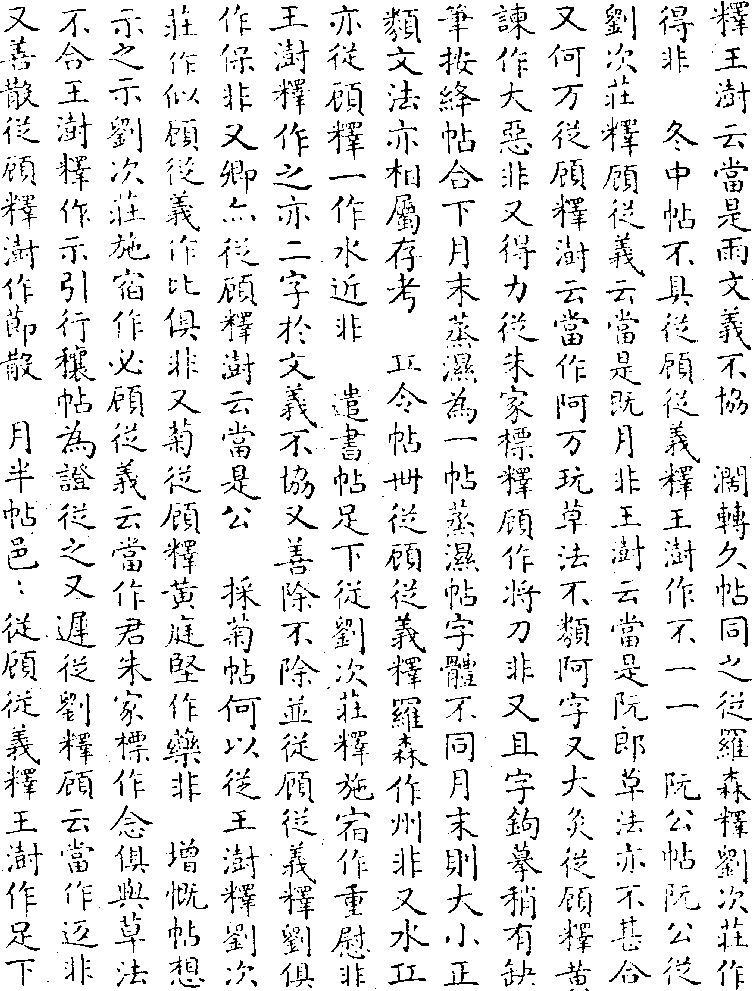 釋王澍云當是雨文義不協　濶轉久帖同之從羅森釋劉次莊作
得非　冬中帖不具從顧從義釋王澍作不一一　阮公帖阮公從
劉次莊釋顧從義云當是既月非王澍云當是阮郎草法亦不甚合
又何万從顧釋澍云當作阿万玩草法不類阿字又大炙從顧釋黄
諫作大惡非又得力從朱家標釋顧作將刀非又且字鉤摹稍有缺
筆按絳帖合下月末蒸濕為一帖蒸濕帖字體不同月末則大小正
類文法亦相屬存考　㠪令帖卌從顧從義釋羅森作州非又水㠪
亦從顧釋一作水近非　遣書帖足下從劉次莊釋施宿作重慰非
王澍釋作之亦二字於文義不協又善除不除並從顧從義釋劉俱
作保非又卿亦從顧釋澍云當是公　採菊帖何以從王澍釋劉次
莊作似顧從義作比俱非又菊從顧釋黄庭堅作藥非　增慨帖想
示之示劉次莊施宿作必顧從義云當作君朱家標作念俱與草法
不合王澍釋作示引行穰帖為證從之又遲從劉釋顧云當作迟非
又善散從顧釋澍作節散　月半帖邑〻從顧從義釋王澍作足下